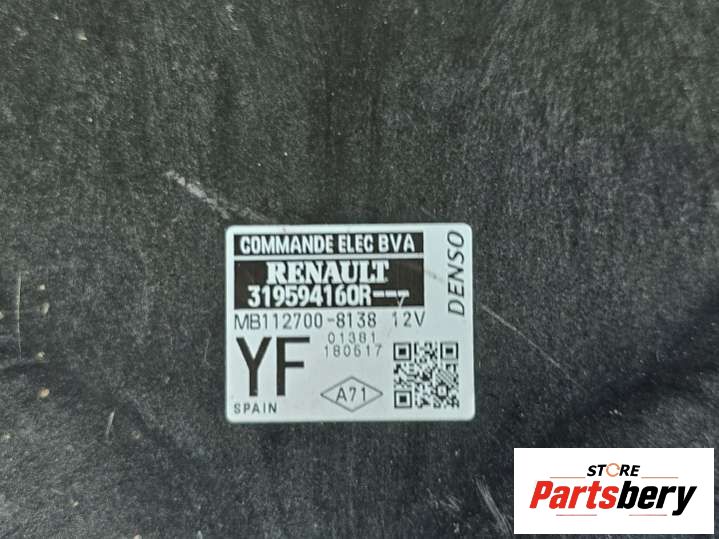 COMMANDE ELEC BVA
RENAULT
319594160R---
MB112700-8138 12V
YF
01381
180517
A71
SPAIN
DENSO
STORE
Partsbery